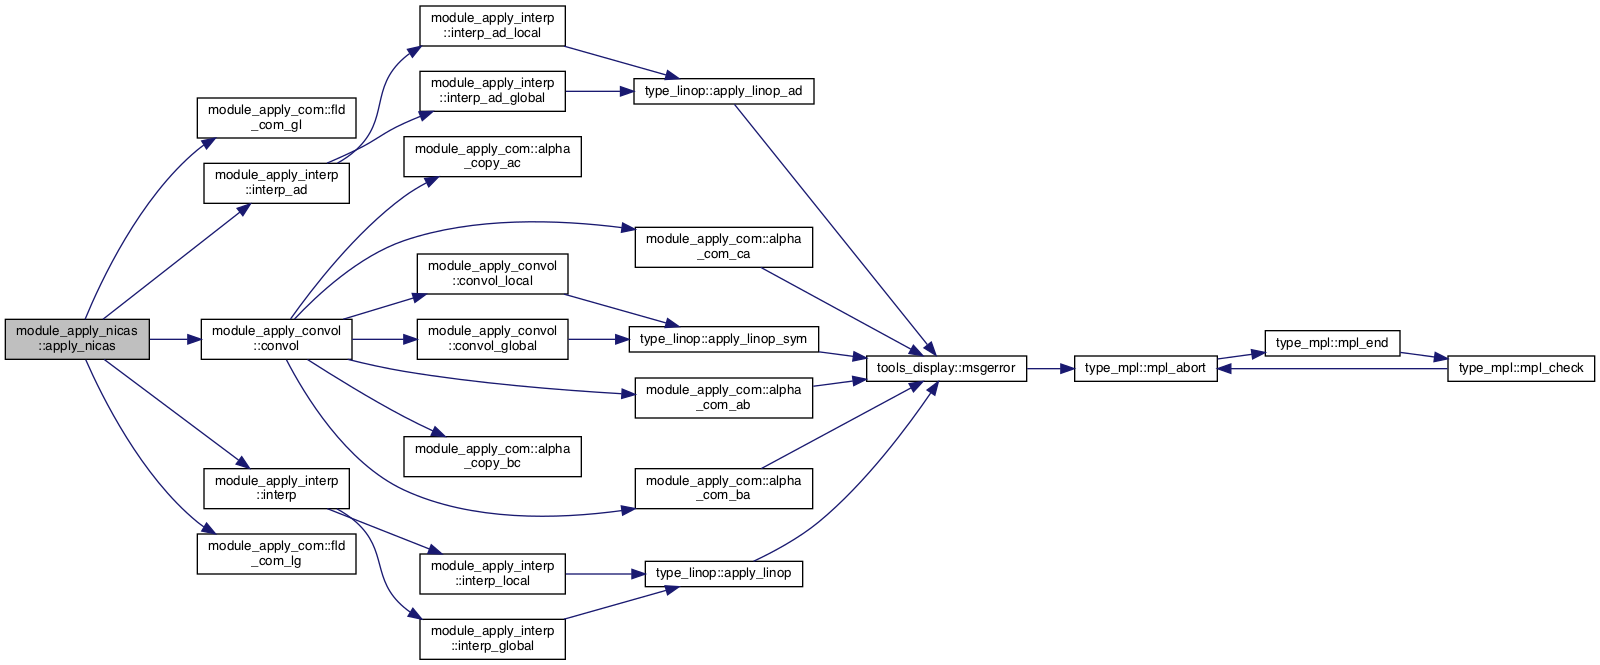 module_apply_interp
::interp_ad_local
module_apply_interp
::interp_ad_global
type_linop::apply_linop_ad
module_apply_com::fld
_com_gl
module_apply_com::alpha
_copy_ac
module_apply_interp
::interp_ad
module_apply_com::alpha
_com_ca
module_apply_convol
::convol_local
module_apply_nicas
::apply_nicas
module_apply_convol
::convol
module_apply_convol
::convol_global
type_linop::apply_linop_sym
type_mpl::mpl_end
tools_display::msgerror
type_mpl::mpl_abort
type_mpl::mpl_check
module_apply_com::alpha
_com_ab
module_apply_com::alpha
_copy_bc
module_apply_interp
::interp
module_apply_com::alpha
_com_ba
module_apply_com::fld
_com_lg
module_apply_interp
::interp_local
type_linop::apply_linop
module_apply_interp
::interp_global